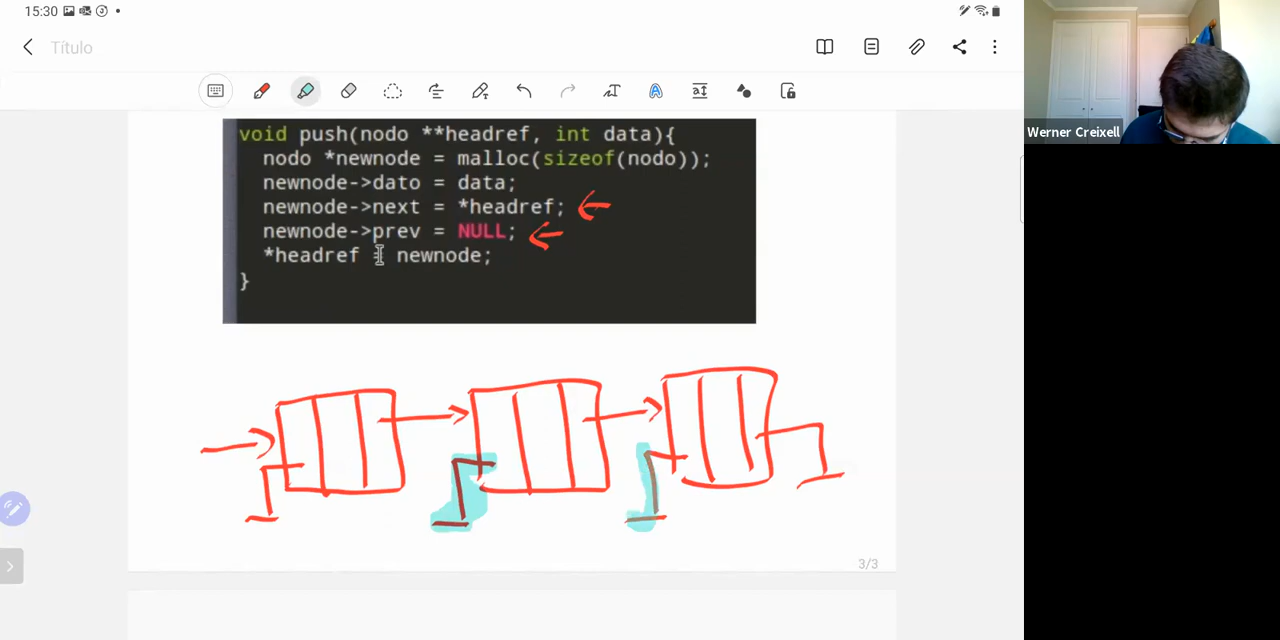 15:30
Título
void push(nodo **headref, int data){
nodo *newnode = malloc(sizeof(nodo));
newnode->dato = data;
newnode->next = *headref;
newnode->prev = NULL;
*headref = newnode;
}
3/3
Werner Creixell